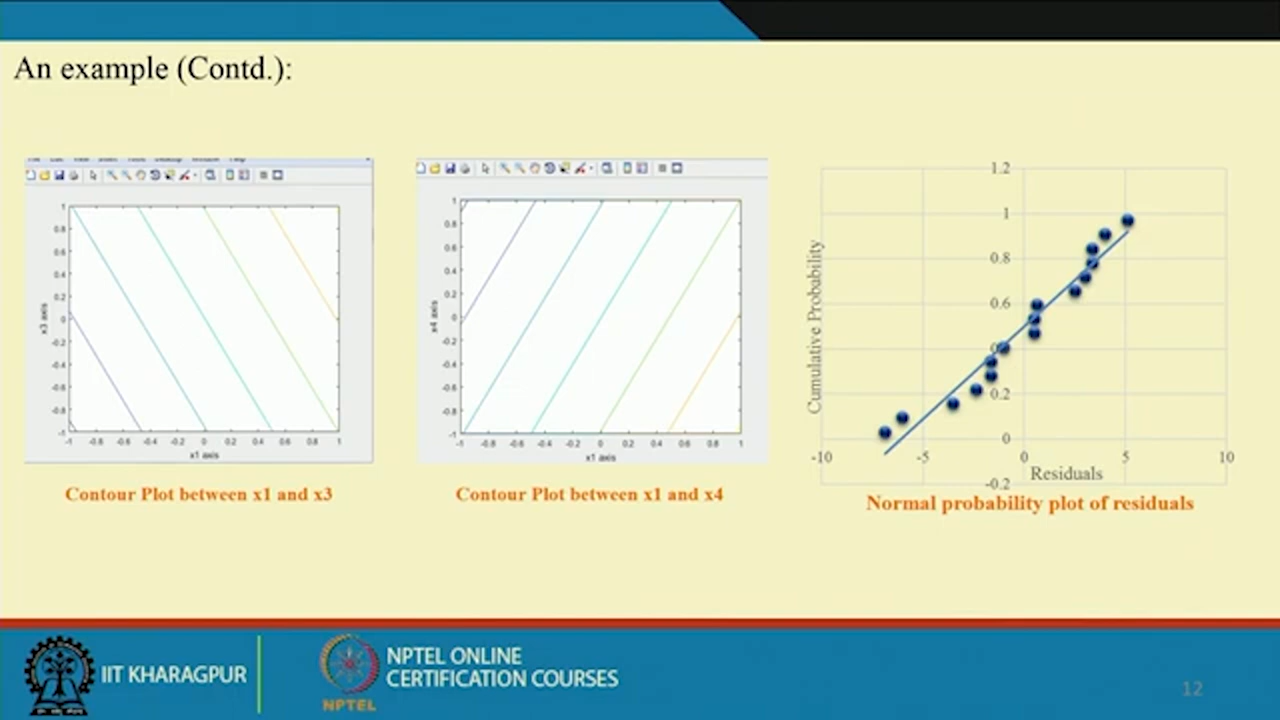 An example (Contd.):
1
0.8
0.6
0.4
0.2
0
-0.2
-0.4
-0.6
-0.8
-1
-1 -0.8 -0.6 -0.4 -0.2 0 0.2 0.4 0.6 0.8 1
x3 axis
x1 axis
Contour Plot between x1 and x3
1
0.8
0.6
0.4
0.2
0
-0.2
-0.4
-0.6
-0.8
-1
-1 -0.8 -0.6 -0.4 -0.2 0 0.2 0.4 0.6 0.8 1
x4 axis
x1 axis
Contour Plot between x1 and x4
1.2
1
0.8
0.6
0.2
0
-0.2
-10 -5 0 5 10
Cumulative Probability
Residuals
Normal probability plot of residuals
IIT KHARAGPUR
NPTEL
NPTEL ONLINE
CERTIFICATION COURSES
12